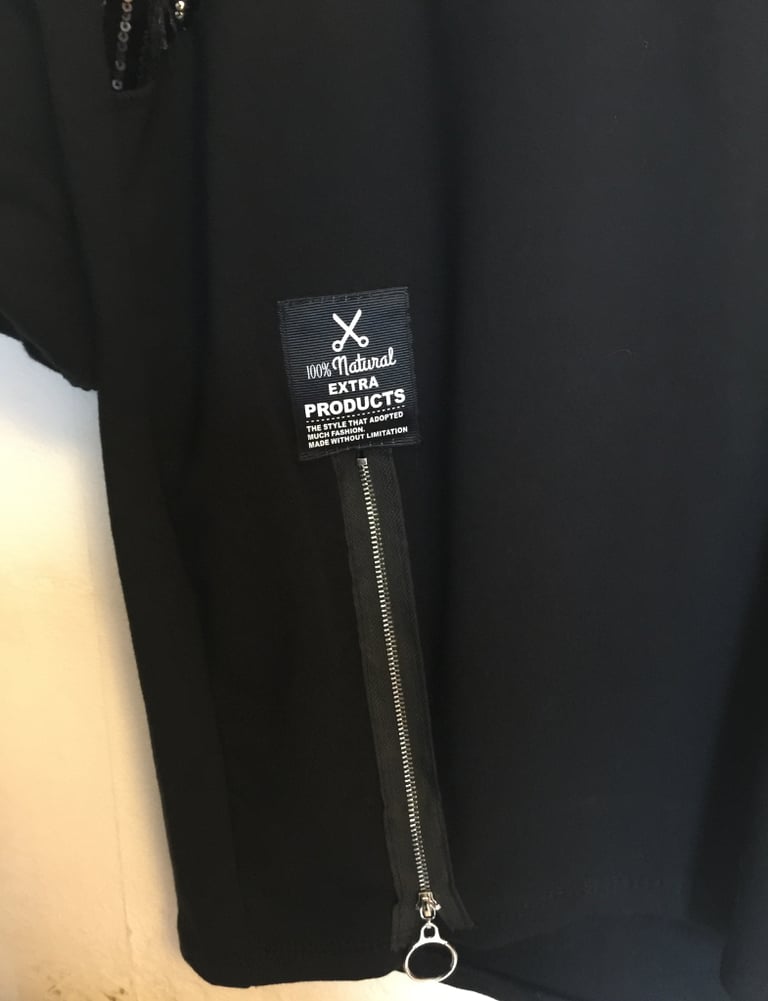 100% Natural
EXTRA
PRODUCTS
THE STYLE THAT ADOPTED
MUCH FASHION.
MADE WITHOUT LIMITATION